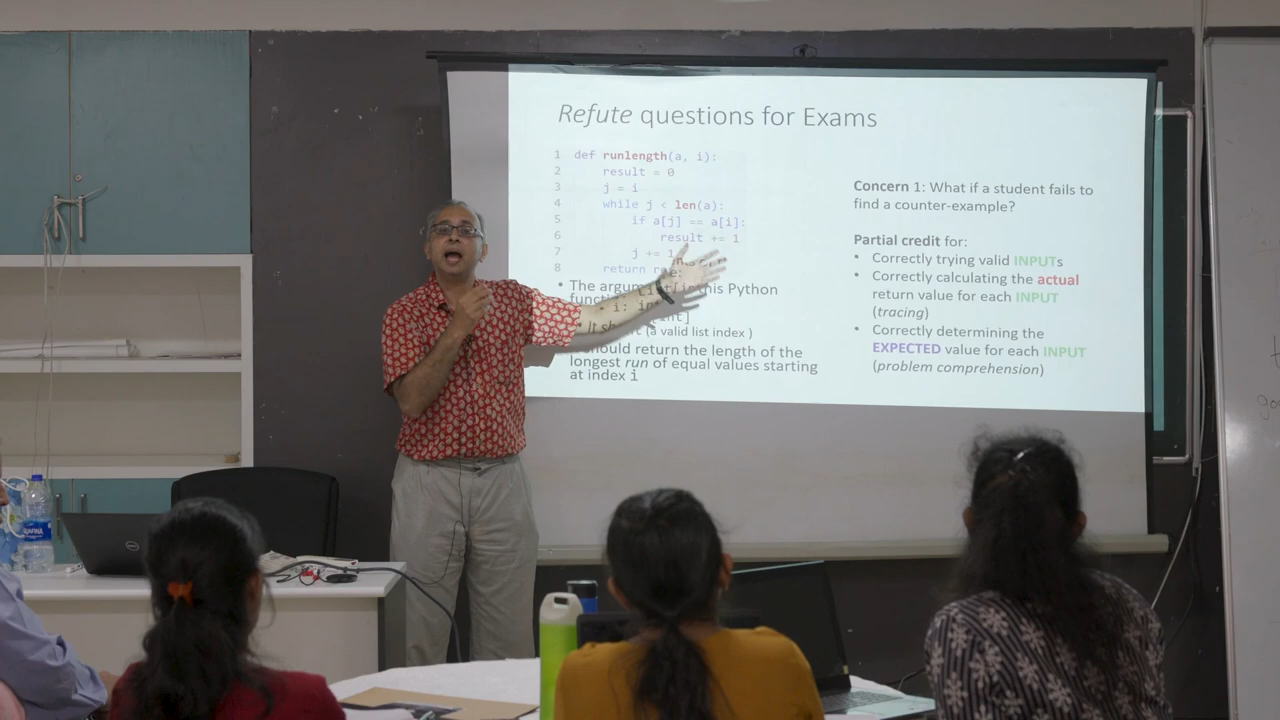 Refute questions for Exams
1 def runlength(a, i):
2 result = 0
3 j = i
4 while j < len(a):
5 if a[j] == a[i]:
6 result += 1
7 j += 1
8 return
• The this Python
i:
int]
(a valid list index )
should return the length of the
longest run of equal values starting
at index i
Concern 1: What if a student fails to
find a counter-example?
Partial credit for:
• Correctly trying valid INPUTs
• Correctly calculating the actual
return value for each INPUT
(tracing)
• Correctly determining the
EXPECTED value for each INPUT
(problem comprehension)
DELL